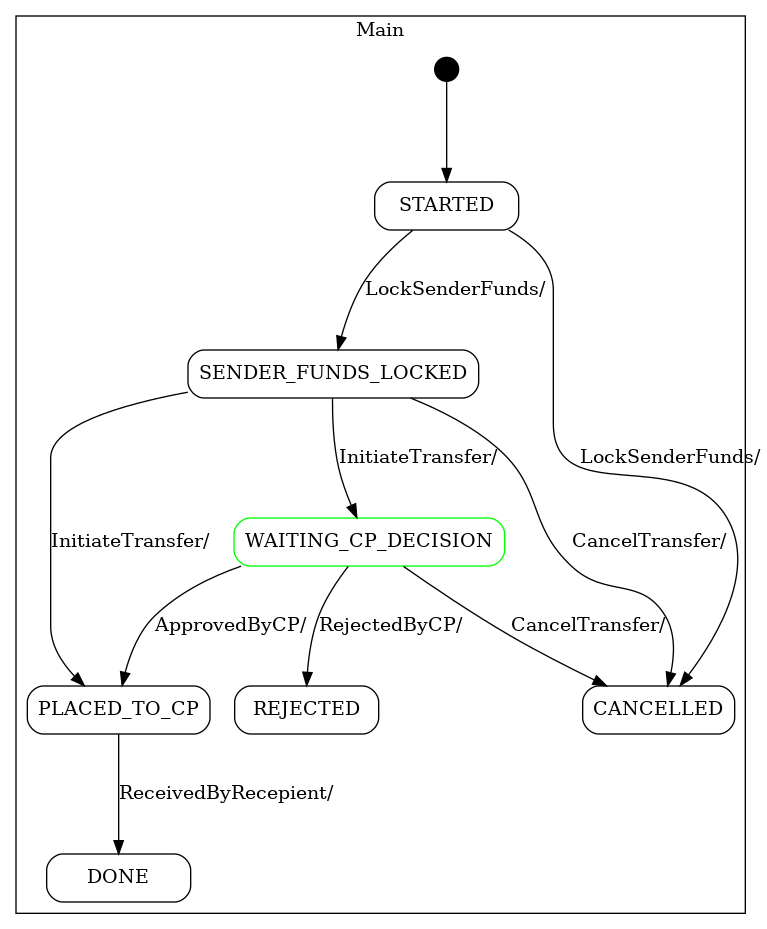 Main
STARTED
LockSenderFunds/
SENDER_FUNDS_LOCKED
LockSenderFunds/
InitiateTransfer/
InitiateTransfer/
WAITING_CP_DECISION
CancelTransfer/
ApprovedByCP/
RejectedByCP/
CancelTransfer/
PLACED_TO_CP
REJECTED
CANCELLED
ReceivedByRecepient/
DONE